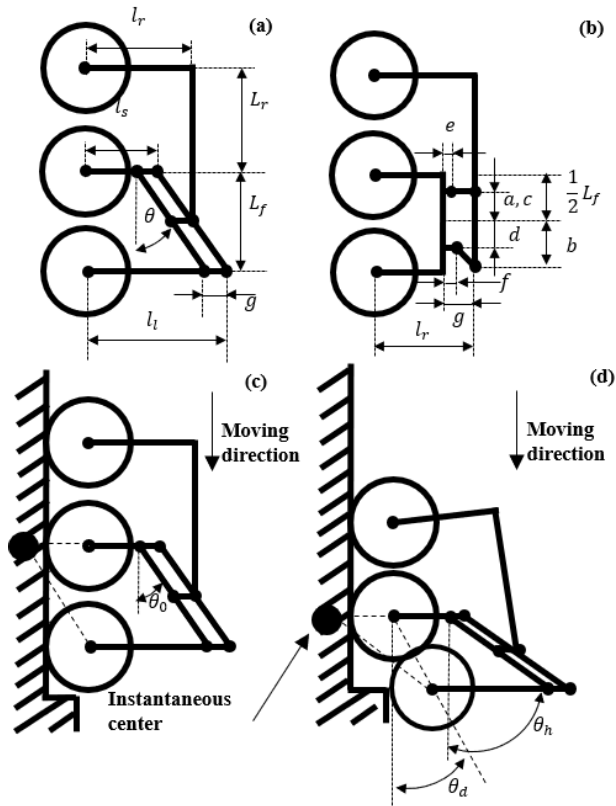 (a)
l_r
l_s
L_r
L_f
θ
g
l_l
(b)
e
a, c
1/2 L_f
d
b
f
g
l_r
(c)
Moving
direction
θ_0
Instantaneous
center
(d)
Moving
direction
θ_h
θ_d